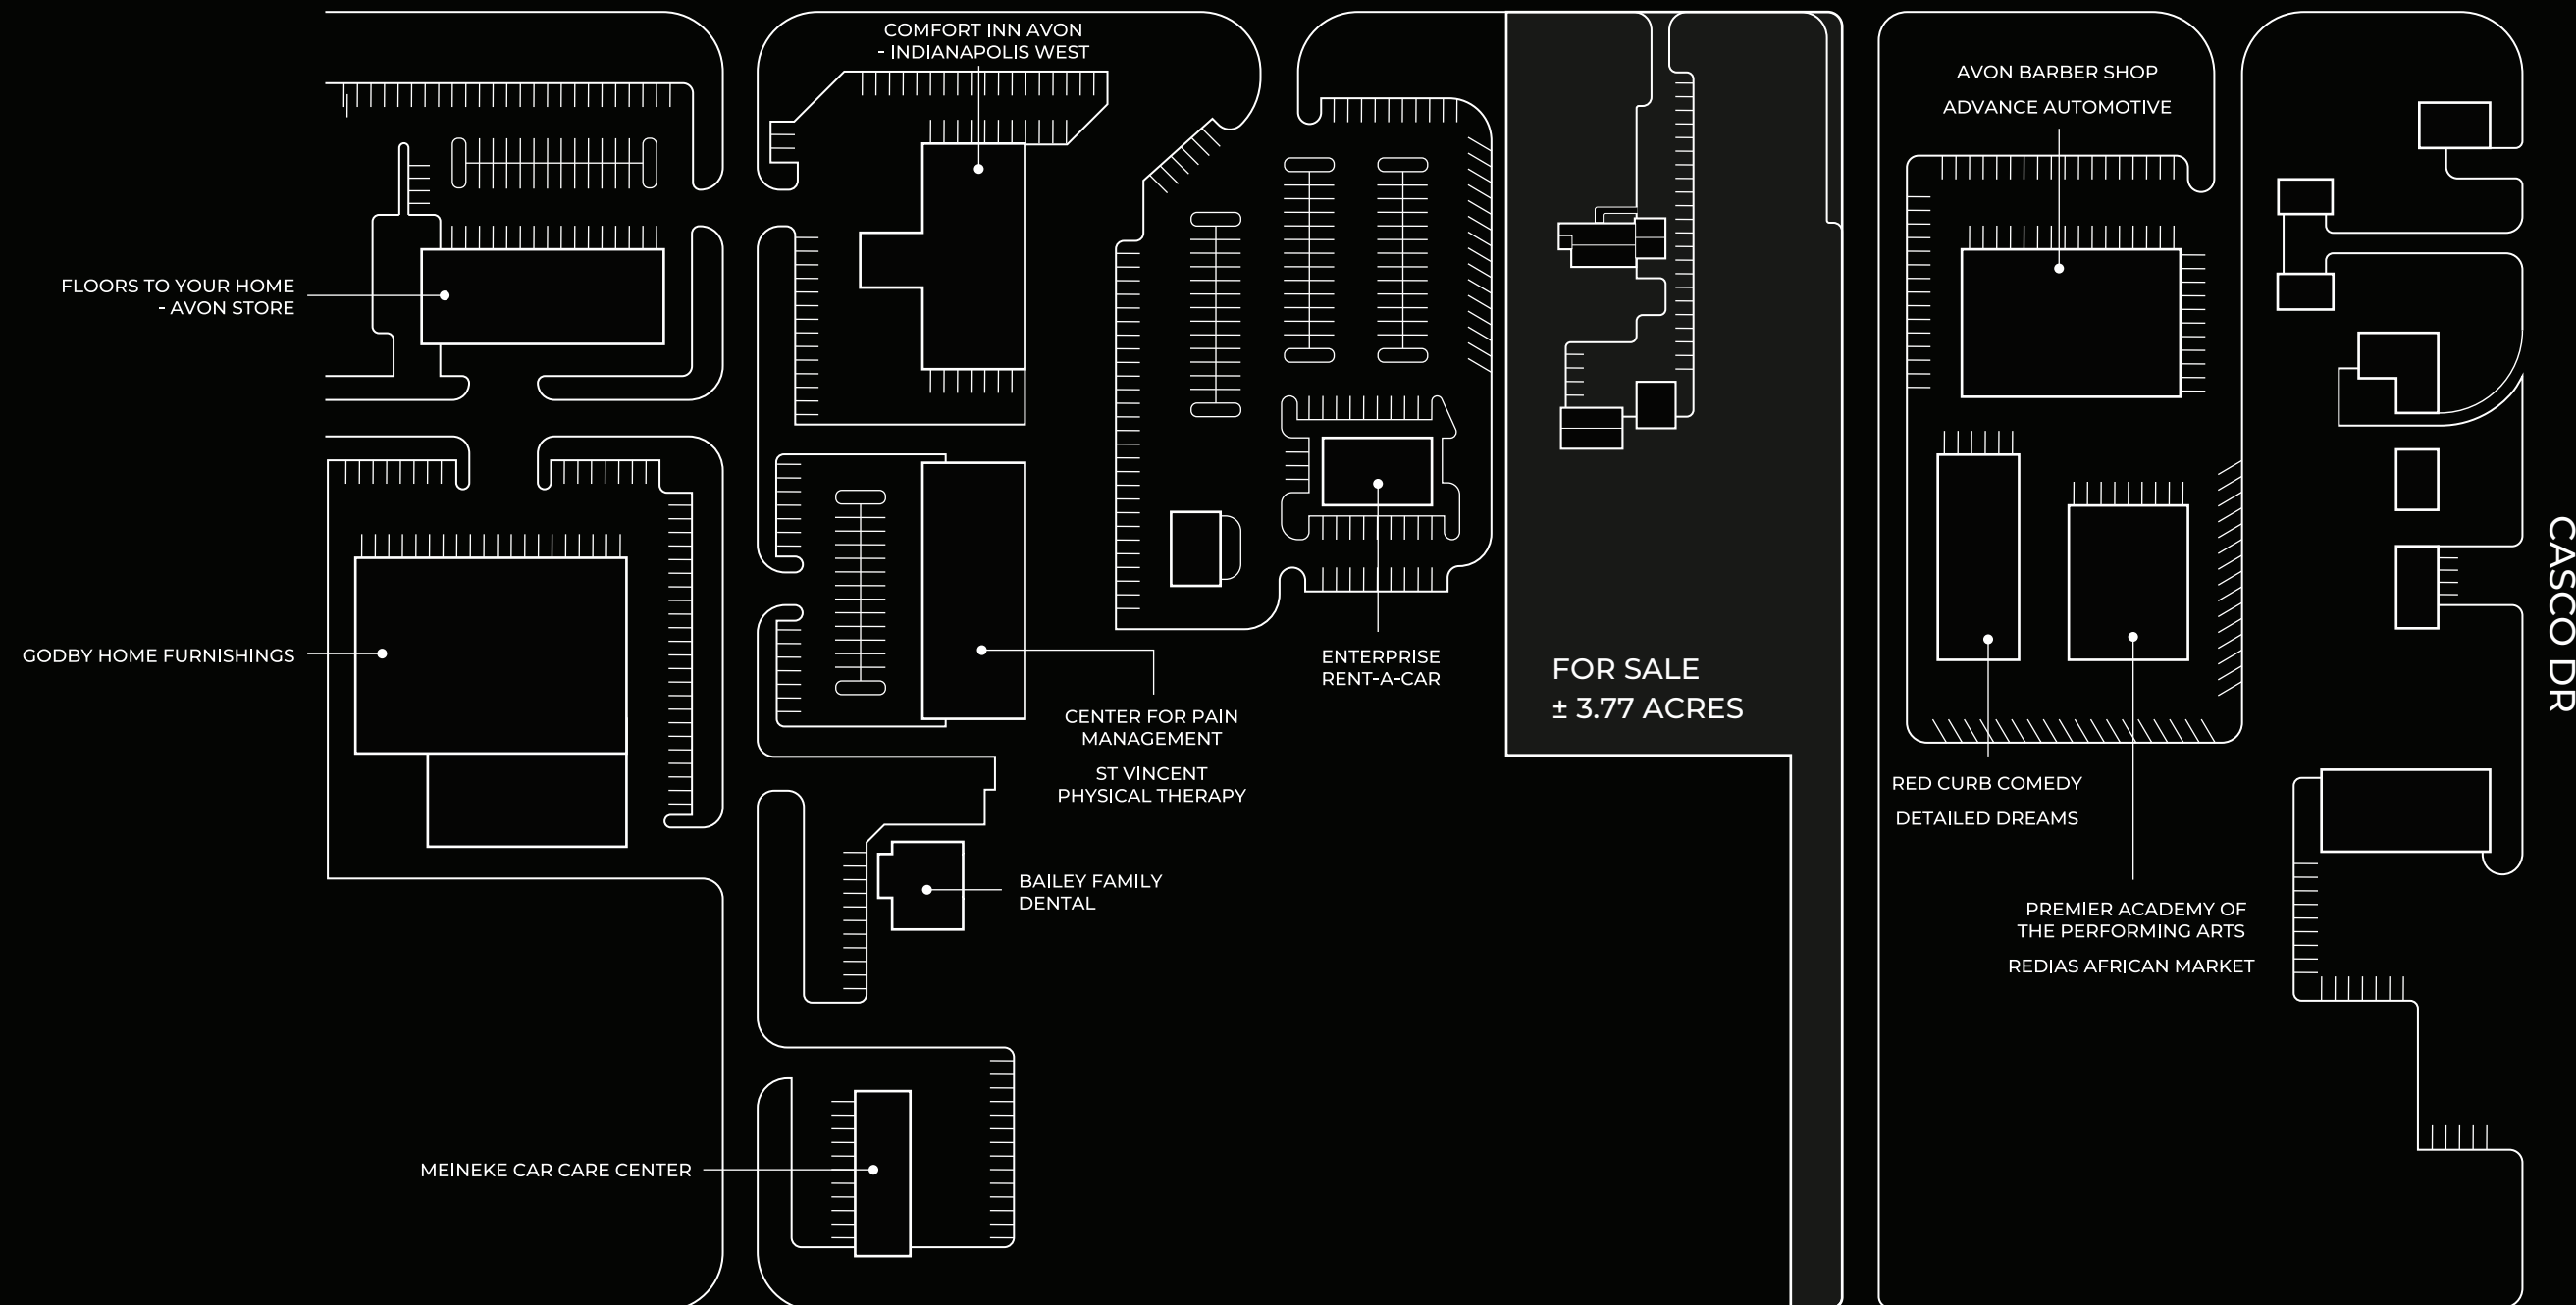 COMFORT INN AVON
- INDIANAPOLIS WEST
AVON BARBER SHOP
ADVANCE AUTOMOTIVE
FLOORS TO YOUR HOME
- AVON STORE
GODBY HOME FURNISHINGS
ENTERPRISE
RENT-A-CAR
FOR SALE
± 3.77 ACRES
CASCO DR
CENTER FOR PAIN
MANAGEMENT
ST VINCENT
PHYSICAL THERAPY
RED CURB COMEDY
DETAILED DREAMS
BAILEY FAMILY
DENTAL
PREMIER ACADEMY OF
THE PERFORMING ARTS
REDIAS AFRICAN MARKET
MEINEKE CAR CARE CENTER